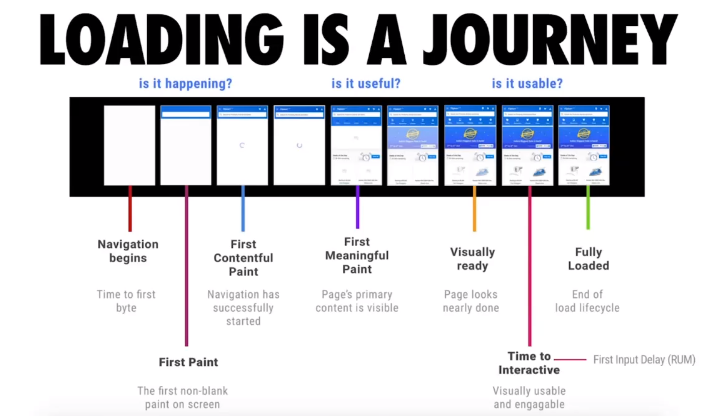 LOADING IS A JOURNEY
is it happening?
is it useful?
is it usable?
Navigation
begins
Time to first
byte
First
Contentful
Paint
Navigation has
successfully
started
First
Meaningful
Paint
Page's primary
content is visible
Visually
ready
Page looks
nearly done
Fully
Loaded
End of
load lifecycle
First Paint
The first non-blank
paint on screen
Time to
Interactive
Visually usable
and engagable
First Input Delay (RUM)